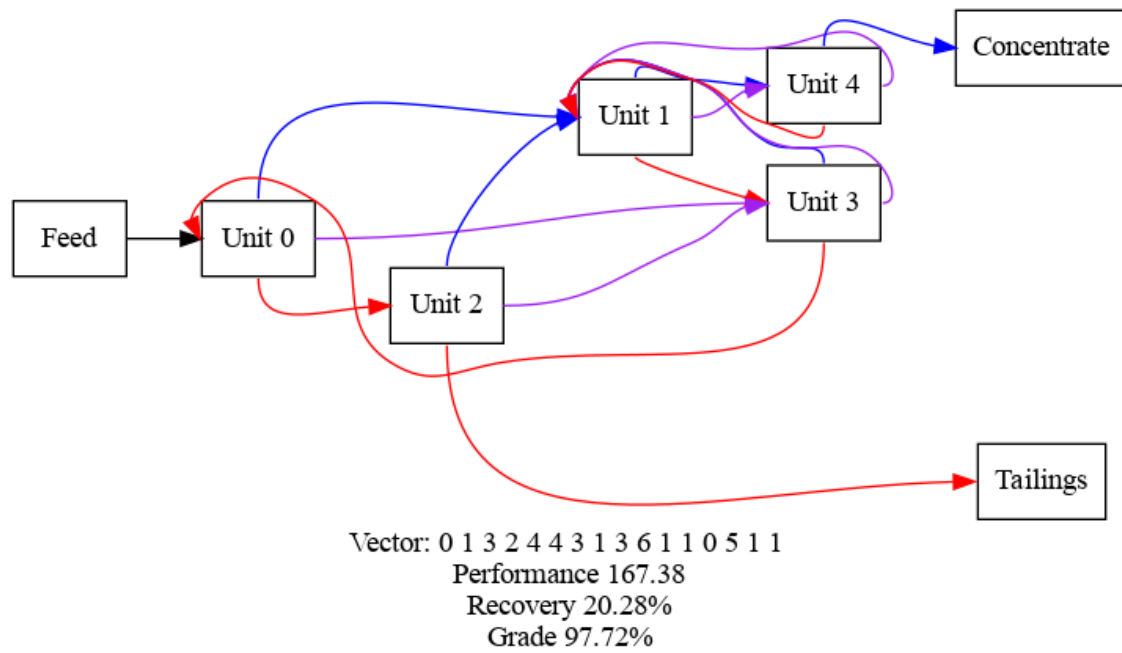 Concentrate
Unit 4
Unit 1
Unit 3
Feed
Unit 0
Unit 2
Tailings
Vector: 0 1 3 2 4 4 3 1 3 6 1 1 0 5 1 1
Performance 167.38
Recovery 20.28%
Grade 97.72%